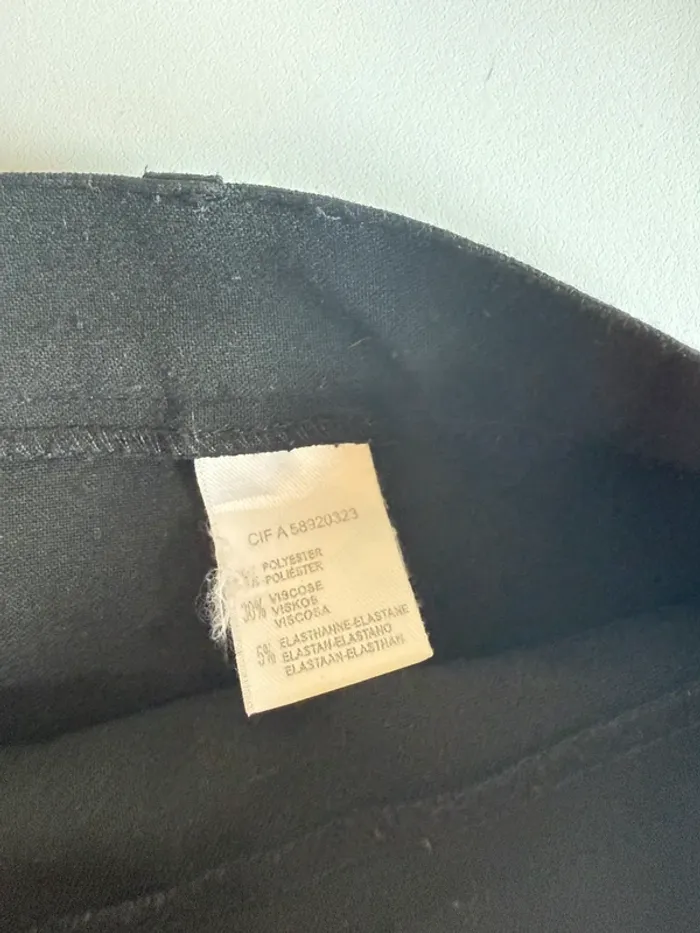 CIF A 58920323
% POLYESTER
POLIÉSTER
30% VISCOSE
VISKOS
VISCOSA
5% ELASTHANNE-ELASTANE
ELASTAN-ELASTANO
ELASTAAN-ELASTHAN